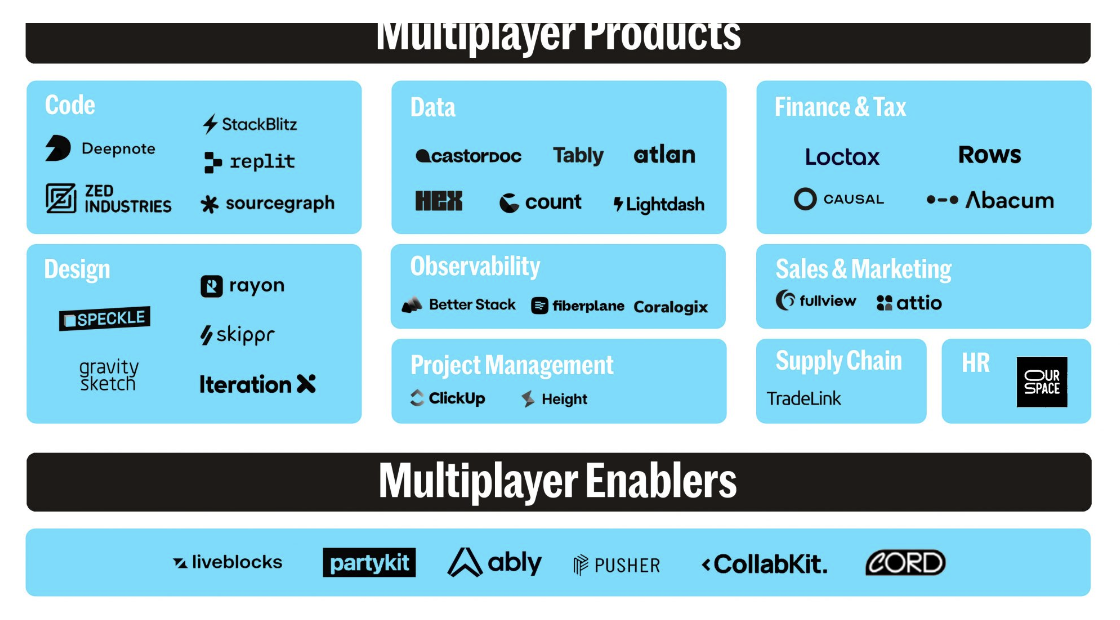 Multiplayer Products
Code
Deepnote
StackBlitz
replit
ZED
INDUSTRIES
sourcegraph
Data
castorDOC
Tably
atlan
HEX
count
Lightdash
Finance & Tax
Loctax
Rows
CAUSAL
Abacum
Design
SPECKLE
gravity
sketch
rayon
skippr
Iteration X
Observability
Better Stack
fiberplane
Coralogix
Sales & Marketing
fullview
attio
Project Management
ClickUp
Height
Supply Chain
TradeLink
HR
OUR
SPACE
Multiplayer Enablers
liveblocks
partykit
ably
PUSHER
CollabKit.
CORD